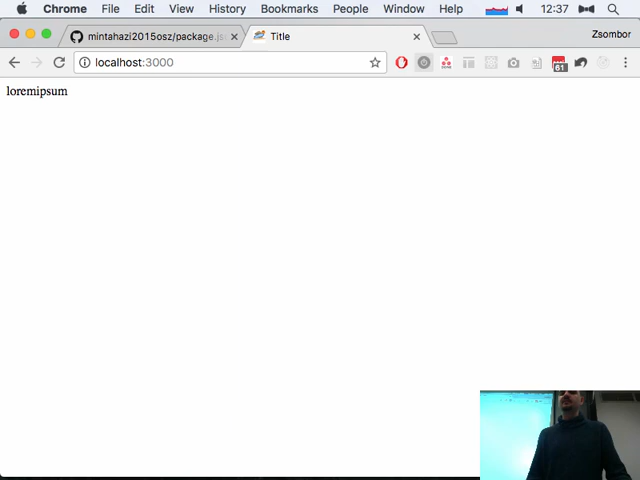 Chrome File Edit View History Bookmarks People Window Help 12:37
mintahazi2015osz/package.js Title Zsombor
localhost:3000
61
loremipsum